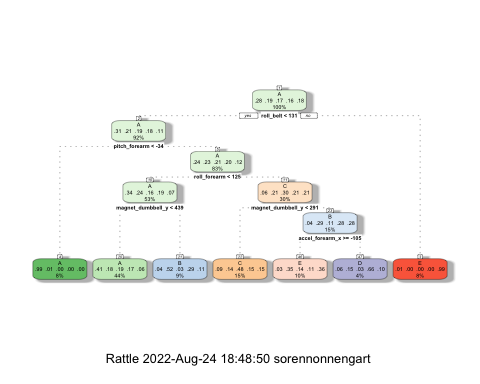 A
.28 .19 .17 .16 .18
100%
yes roll_belt < 131 no
A
.31 .21 .19 .18 .11
92%
pitch_forearm < -34
A
.24 .23 .21 .20 .12
83%
roll_forearm < 125
A
.34 .24 .16 .19 .07
53%
magnet_dumbbell_y < 439
C
.06 .21 .30 .21 .21
30%
magnet_dumbbell_y < 291
B
.04 .29 .11 .28 .28
15%
accel_forearm_x >= -105
A
.99 .01 .00 .00 .00
8%
A
.41 .18 .19 .17 .06
44%
B
.04 .52 .03 .29 .11
9%
C
.09 .14 .48 .15 .15
15%
E
.03 .35 .14 .11 .36
10%
D
.06 .15 .03 .66 .10
4%
E
.01 .00 .00 .00 .99
8%
Rattle 2022-Aug-24 18:48:50 sorennonnengart